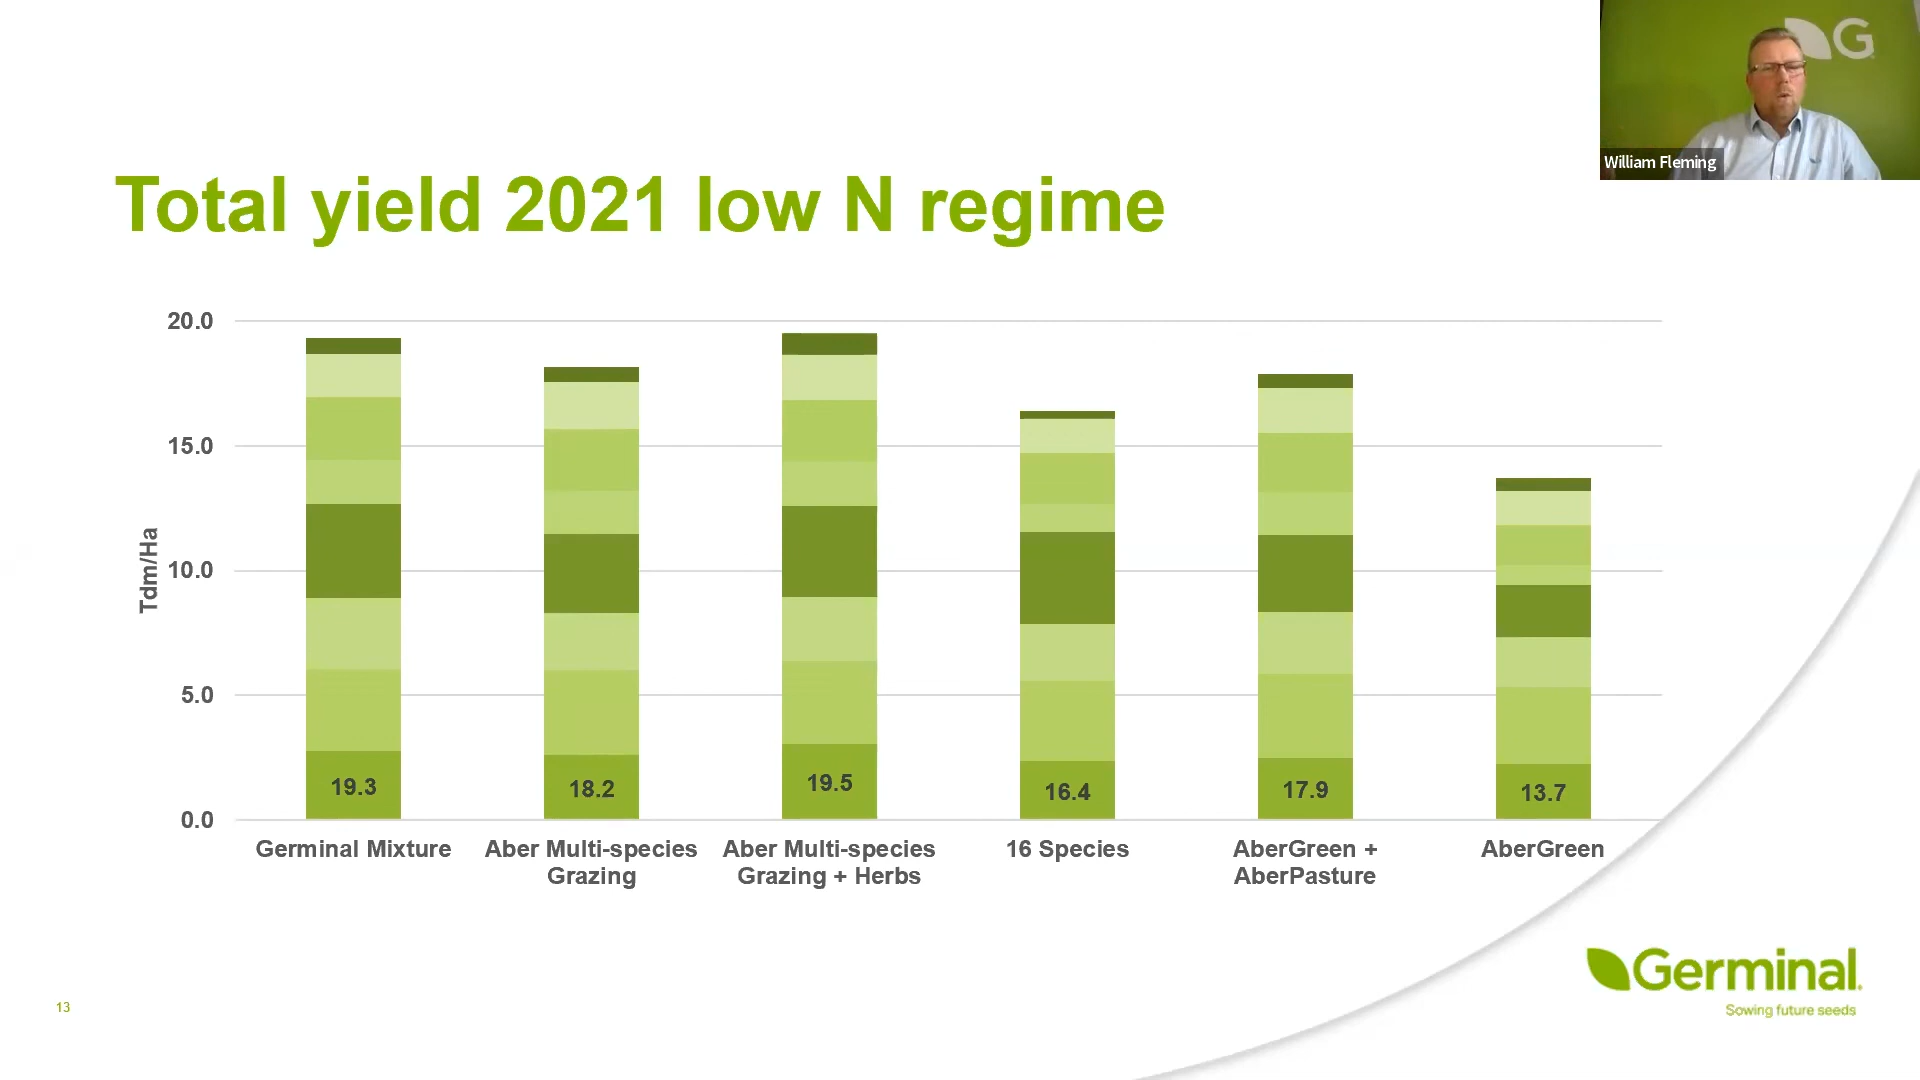 G
William Fleming
Total yield 2021 low N regime
Tdm/Ha
20.0
15.0
10.0
5.0
0.0
19.3
18.2
19.5
16.4
17.9
13.7
Germinal Mixture
Aber Multi-species
Grazing
Aber Multi-species
Grazing + Herbs
16 Species
AberGreen +
AberPasture
AberGreen
Germinal.
Sowing future seeds
13